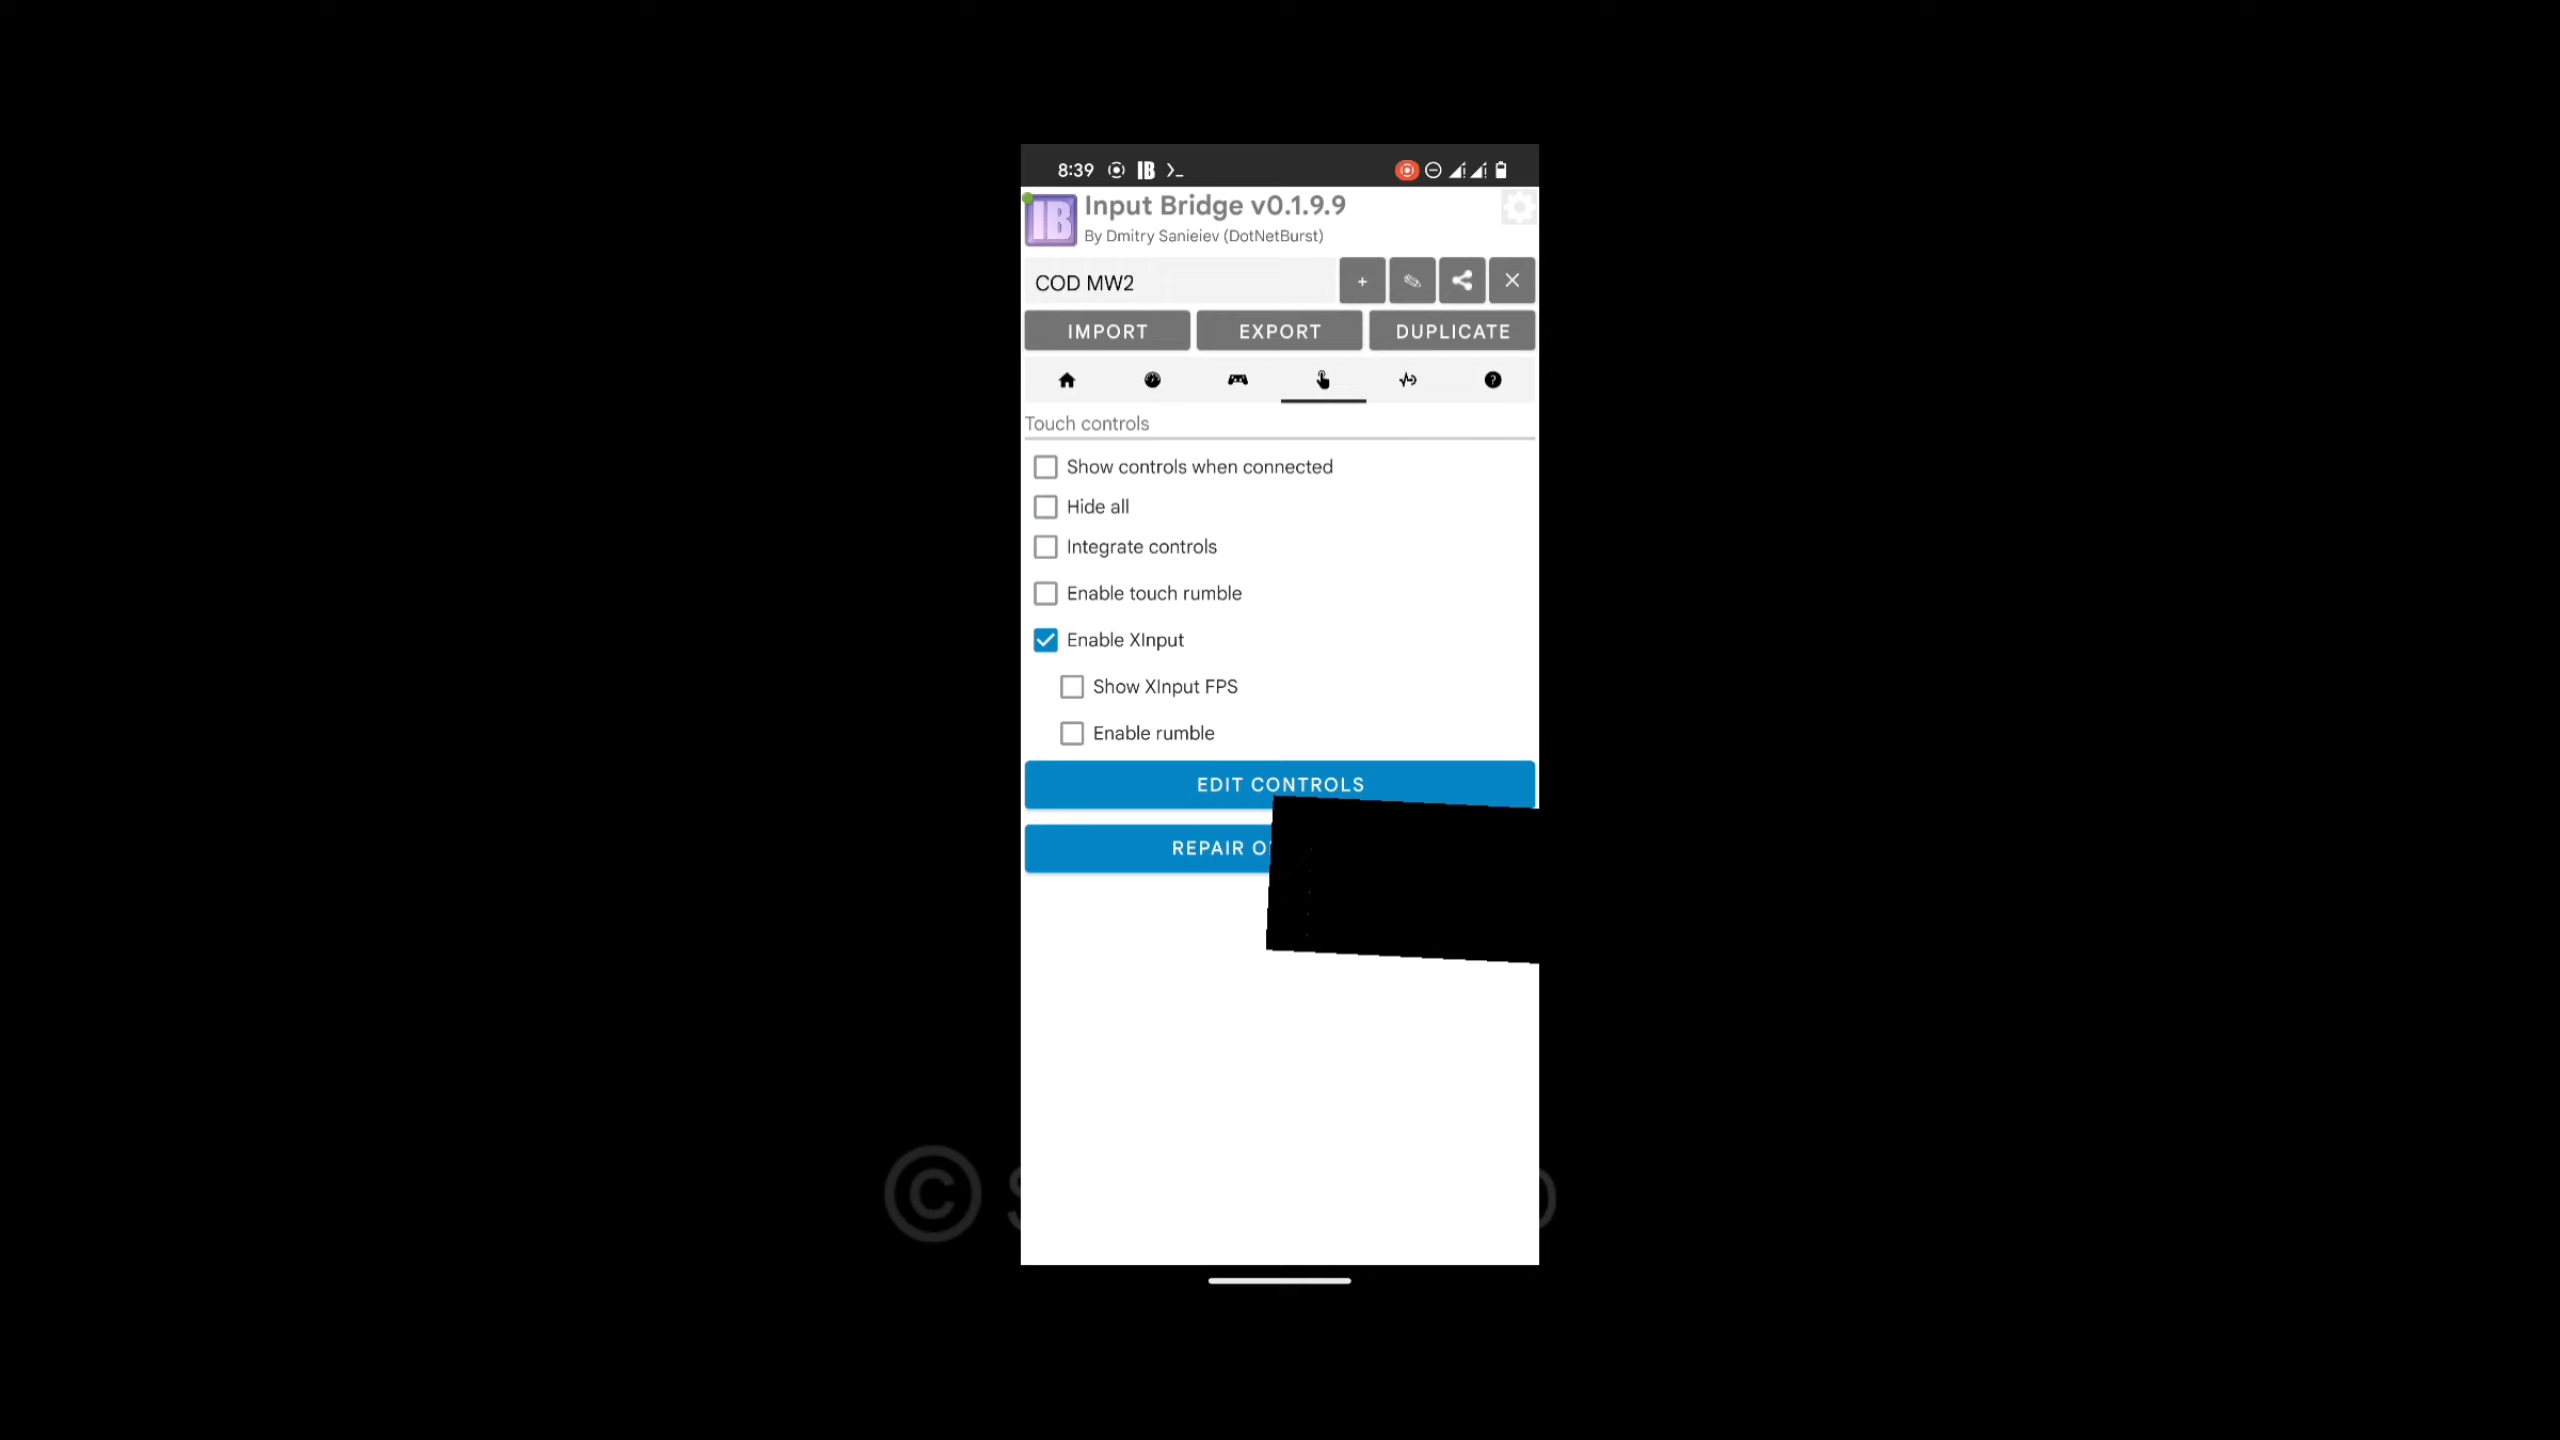 8:39
IB
Input Bridge v0.1.9.9
By Dmitry Sanieiev (DotNetBurst)
COD MW2
IMPORT EXPORT DUPLICATE
Touch controls
Show controls when connected
Hide all
Integrate controls
Enable touch rumble
Enable XInput
Show XInput FPS
Enable rumble
EDIT CONTROLS
REPAIR
©